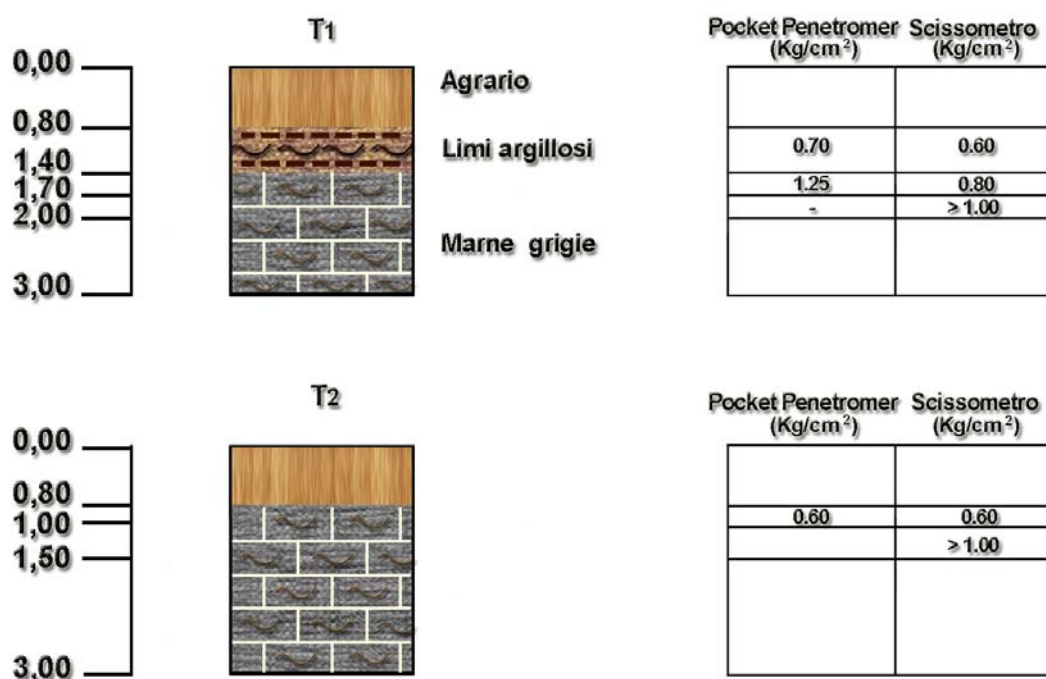 T1
Pocket Penetromer Scissometro
(Kg/cm²) (Kg/cm²)
0,00
Agrario
0,80
Limi argillosi
0.70 0.60
1,40
1.25 0.80
1,70
- > 1.00
2,00
Marne grigie
3,00
T2
Pocket Penetromer Scissometro
(Kg/cm²) (Kg/cm²)
0,00
0,80
0.60 0.60
1,00
> 1.00
1,50
3,00